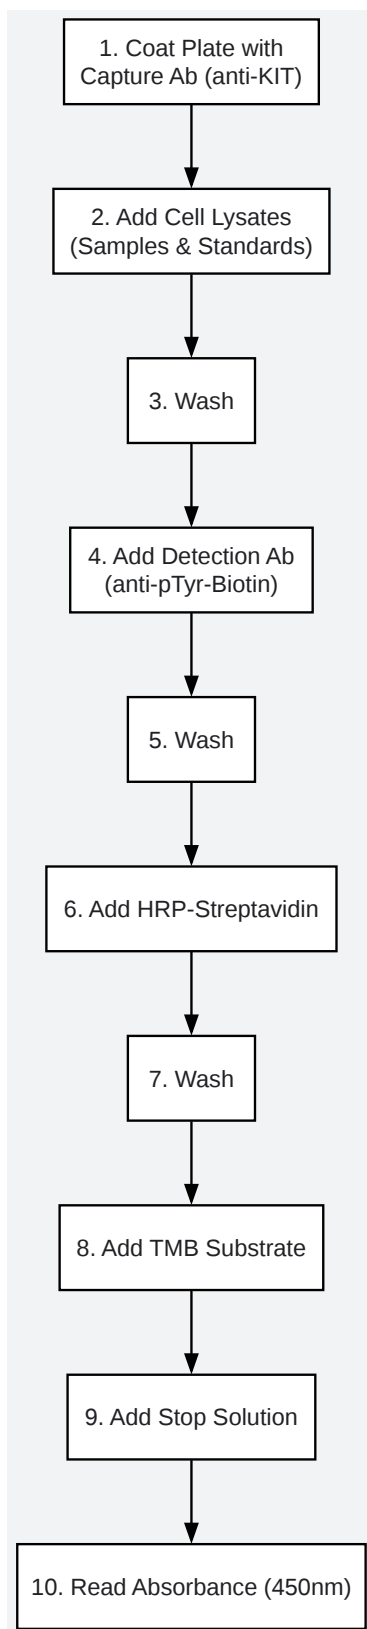 1. Coat Plate with
Capture Ab (anti-KIT)
2. Add Cell Lysates
(Samples & Standards)
3. Wash
4. Add Detection Ab
(anti-pTyr-Biotin)
5. Wash
6. Add HRP-Streptavidin
7. Wash
8. Add TMB Substrate
9. Add Stop Solution
10. Read Absorbance (450nm)